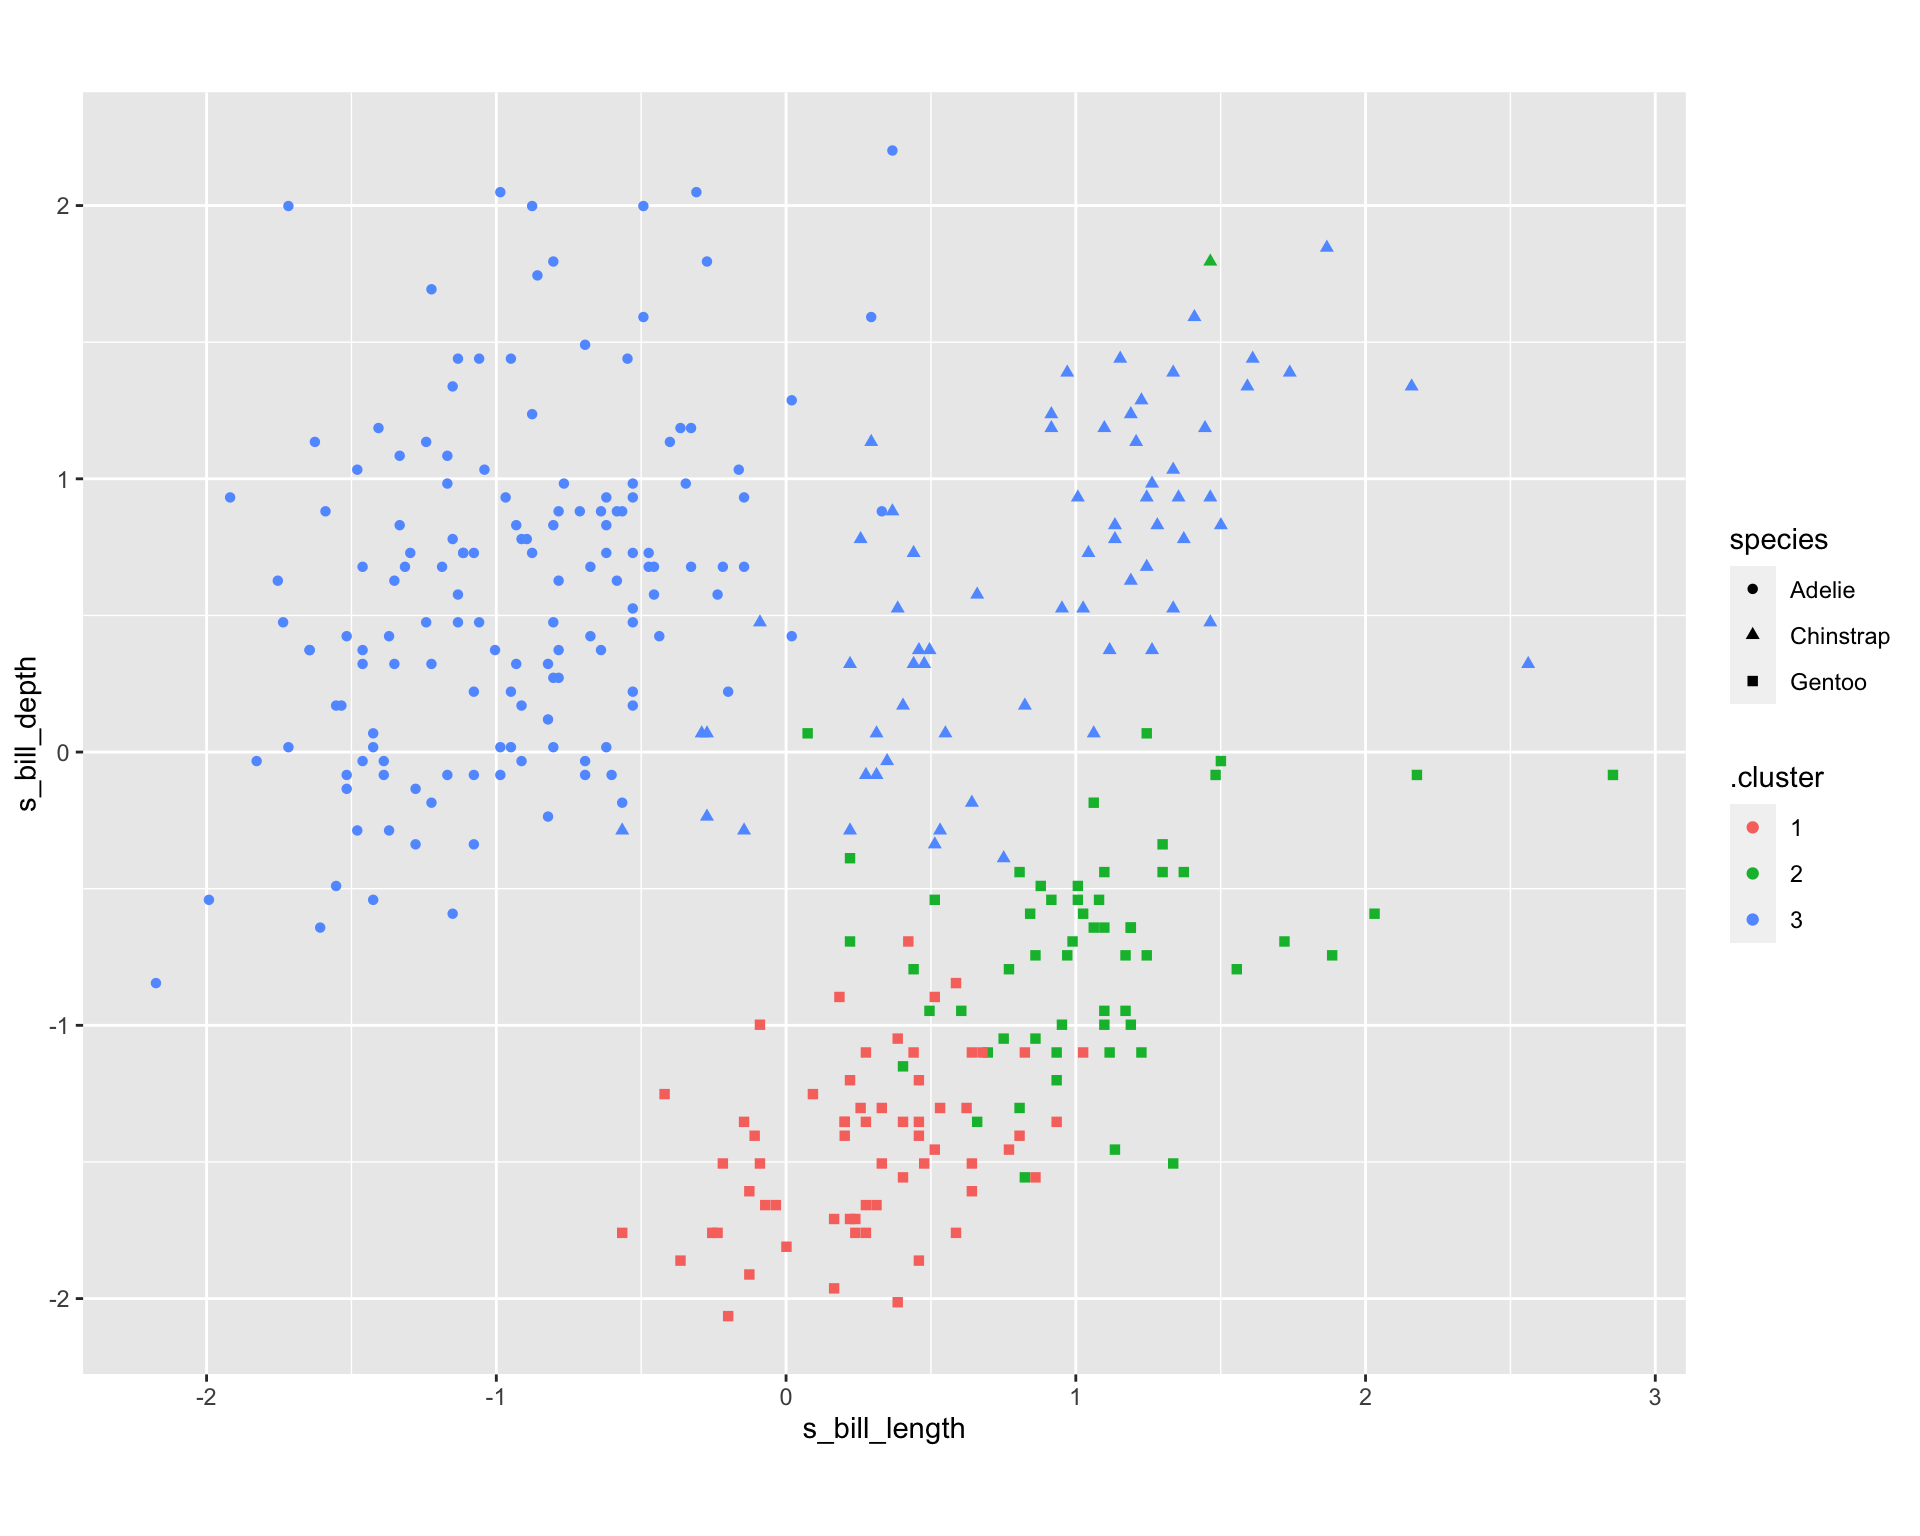 2
1
0
-1
-2
s_bill_depth
-2
-1
0
1
2
3
s_bill_length
species
Adelie
Chinstrap
Gentoo
.cluster
1
2
3